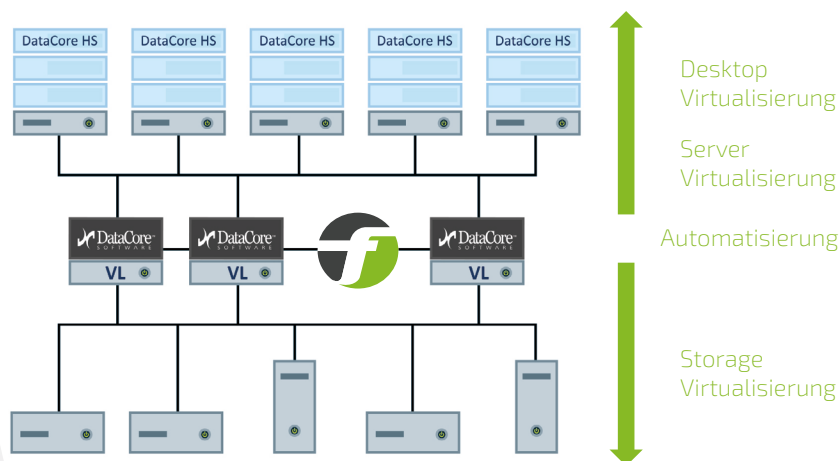 DataCore HS
DataCore HS
DataCore HS
DataCore HS
DataCore HS
Desktop
Virtualisierung
Server
Virtualisierung
DataCore
SOFTWARE
VL
DataCore
SOFTWARE
VL
f
DataCore
SOFTWARE
VL
Automatisierung
Storage
Virtualisierung